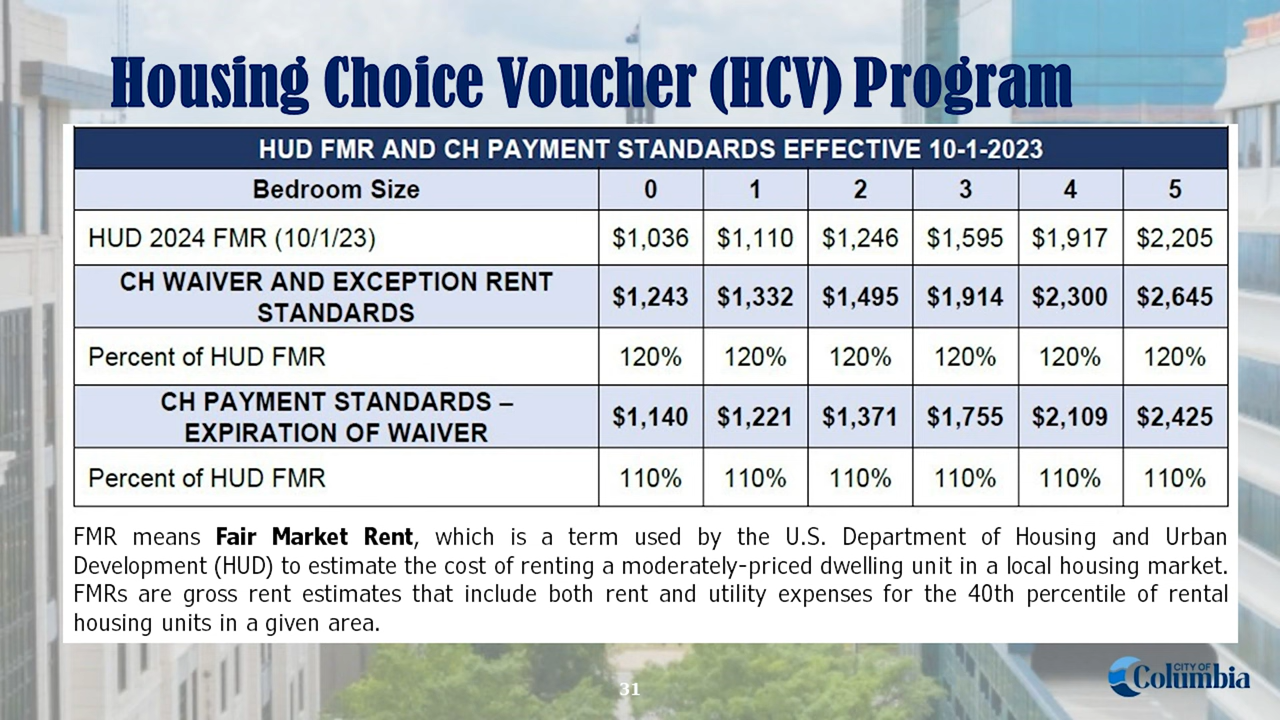 Housing Choice Voucher (HCV) Program
HUD FMR AND CH PAYMENT STANDARDS EFFECTIVE 10-1-2023
Bedroom Size 0 1 2 3 4 5
HUD 2024 FMR (10/1/23) $1,036 $1,110 $1,246 $1,595 $1,917 $2,205
CH WAIVER AND EXCEPTION RENT
STANDARDS $1,243 $1,332 $1,495 $1,914 $2,300 $2,645
Percent of HUD FMR 120% 120% 120% 120% 120% 120%
CH PAYMENT STANDARDS –
EXPIRATION OF WAIVER $1,140 $1,221 $1,371 $1,755 $2,109 $2,425
Percent of HUD FMR 110% 110% 110% 110% 110% 110%
FMR means Fair Market Rent, which is a term used by the U.S. Department of Housing and Urban
Development (HUD) to estimate the cost of renting a moderately-priced dwelling unit in a local housing market.
FMRs are gross rent estimates that include both rent and utility expenses for the 40th percentile of rental
housing units in a given area.
31
CITY OF
Columbia